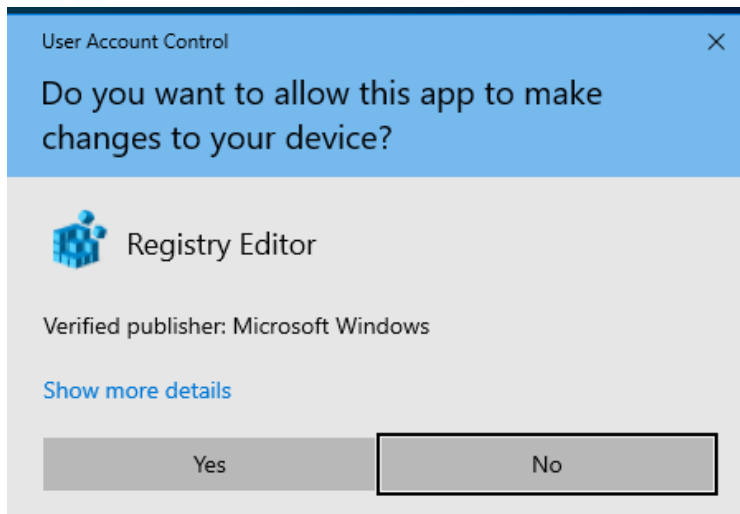 User Account Control
Do you want to allow this app to make
changes to your device?
Registry Editor
Verified publisher: Microsoft Windows
Show more details
Yes
No